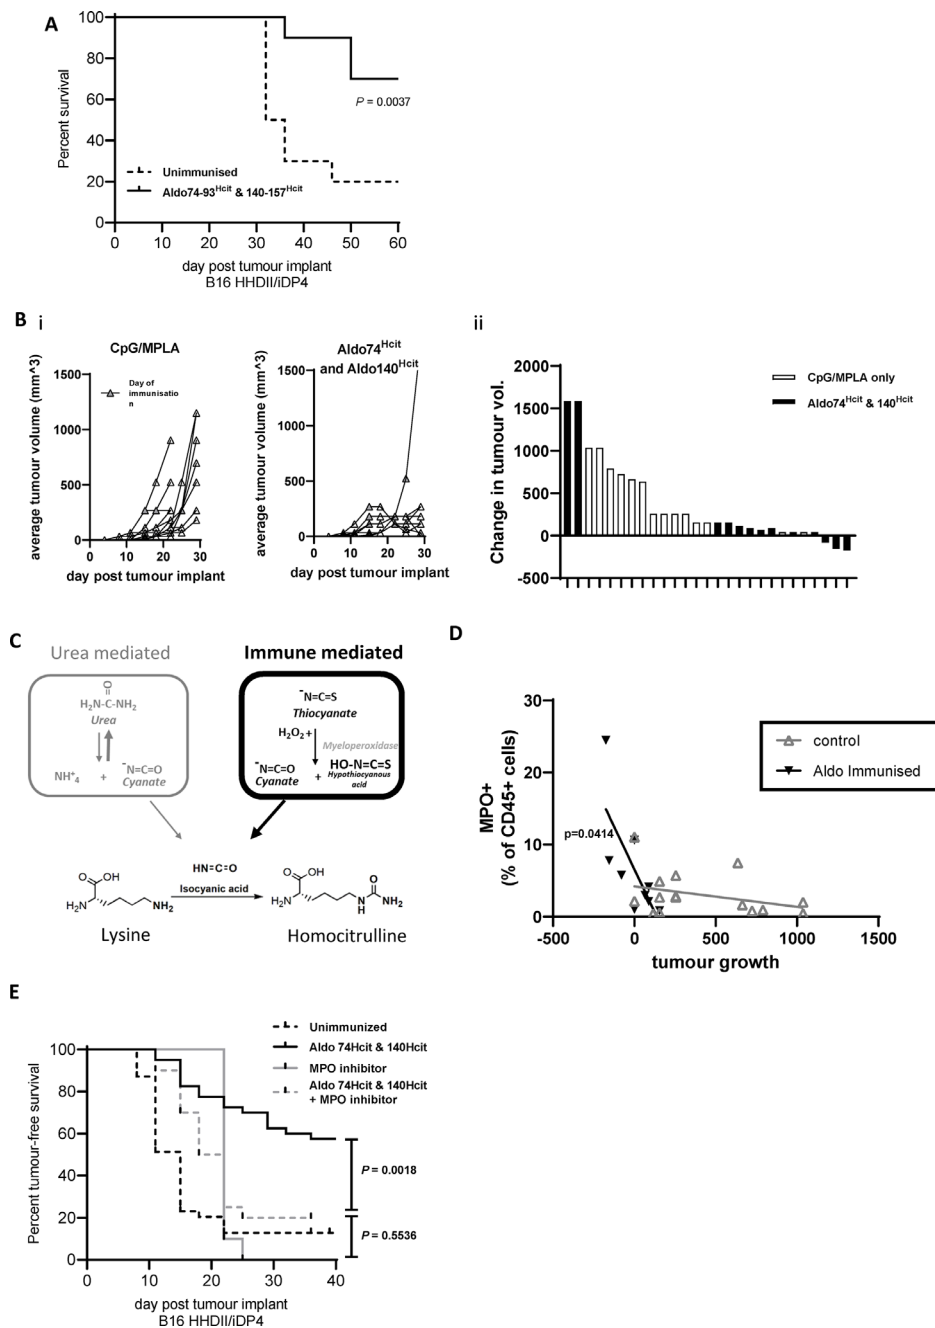 A
100
80
60
40
20
0
Percent survival
P = 0.0037
Unimmunised
Aldo74-93Hcit & 140-157Hcit
0 10 20 30 40 50 60
day post tumour implant
B16 HHDII/iDP4
B i
CpG/MPLA
average tumour volume (mm^3)
1500
1000
500
0
Day of
immunisatio
n
0 10 20 30
day post tumour implant
Aldo74Hcit
and Aldo140Hcit
average tumour volume (mm^3)
1500
1000
500
0
0 10 20 30
day post tumour implant
ii
Change in tumour vol.
2000
1500
1000
500
0
-500
CpG/MPLA only
Aldo74Hcit & 140Hcit
C
Urea mediated
O
H2N-C-NH2
Urea
NH+4 + -N=C=O
Cyanate
Immune mediated
-N=C=S
Thiocyanate
H2O2 +
Myeloperoxidase
-N=C=O + HO-N=C=S
Cyanate Hypothiocyanous
acid
HN=C=O
Isocyanic acid
O OH H2N NH2
Lysine
O OH H2N N H O NH2
Homocitrulline
D
MPO+
(% of CD45+ cells)
30
20
10
0
p=0.0414
control
Aldo Immunised
-500 0 500 1000 1500
tumour growth
E
Unimmunized
Aldo 74Hcit & 140Hcit
MPO inhibitor
Aldo 74Hcit & 140Hcit
+ MPO inhibitor
Percent tumour-free survival
100
80
60
40
20
0
P = 0.0018
P = 0.5536
0 10 20 30 40
day post tumour implant
B16 HHDII/iDP4